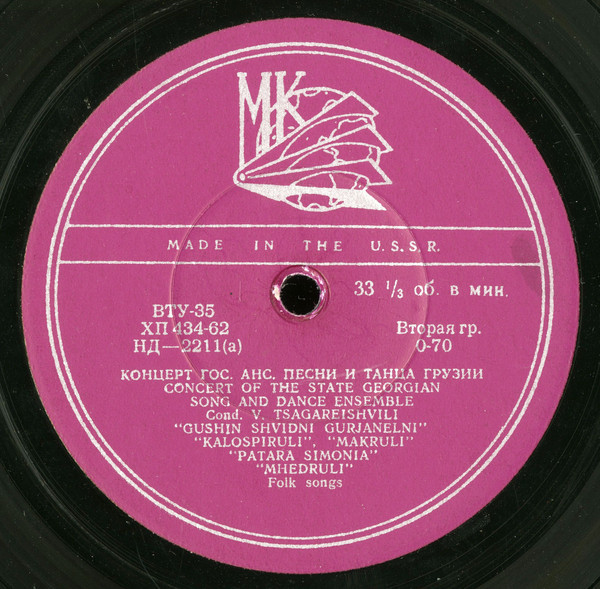 МК
MADE IN THE U.S.S.R.
33 1/3 об. в мин.
ВТУ-35
ХП 434-62
Вторая гр.
НД—2211(а)
0-70
КОНЦЕРТ ГОС. АНС. ПЕСНИ И ТАНЦА ГРУЗИИ
CONCERT OF THE STATE GEORGIAN
SONG AND DANCE ENSEMBLE
Cond. V. TSAGAREISHVILI
"GUSHIN SHVIDNI GURJANELNI"
"KALOSPIRULI", "MAKRULI"
"PATARA SIMONIA"
"MHEDRULI"
Folk songs